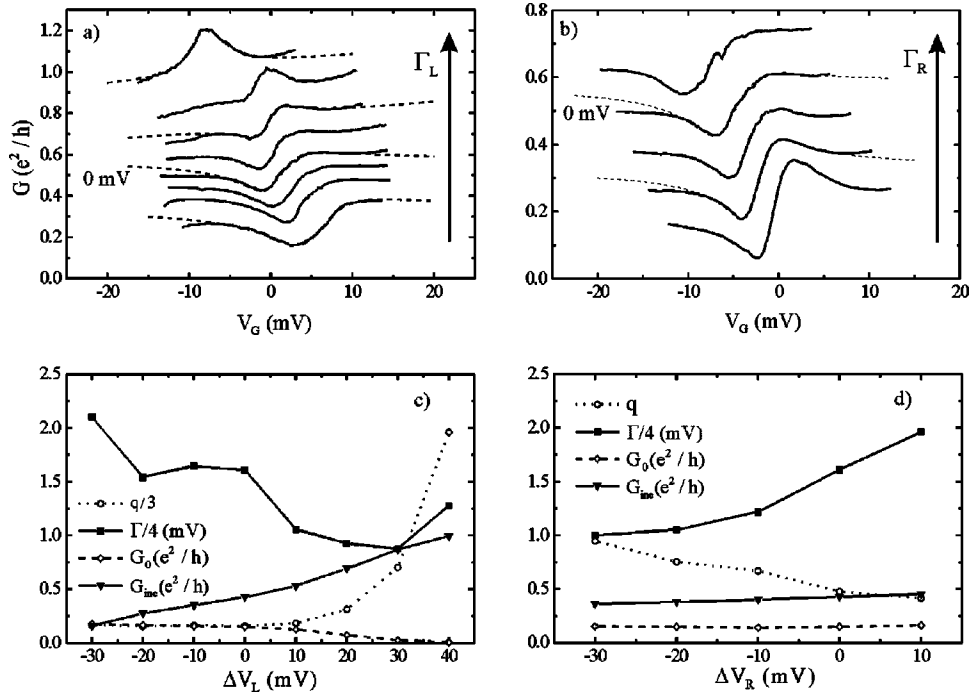 a)
Γ_L
0 mV
G (e²/h)
1.2
1.0
0.8
0.6
0.4
0.2
0.0
-20 -10 0 10 20
V_G (mV)
b)
Γ_R
0 mV
0.8
0.6
0.4
0.2
0.0
-20 -10 0 10 20
V_G (mV)
c)
2.5
2.0
1.5
1.0
0.5
0.0
q/3
Γ/4 (mV)
G_0(e²/h)
G_inc(e²/h)
-30 -20 -10 0 10 20 30 40
ΔV_L (mV)
d)
2.5
2.0
1.5
1.0
0.5
0.0
q
Γ/4 (mV)
G_0(e²/h)
G_inc(e²/h)
-30 -20 -10 0 10
ΔV_R (mV)